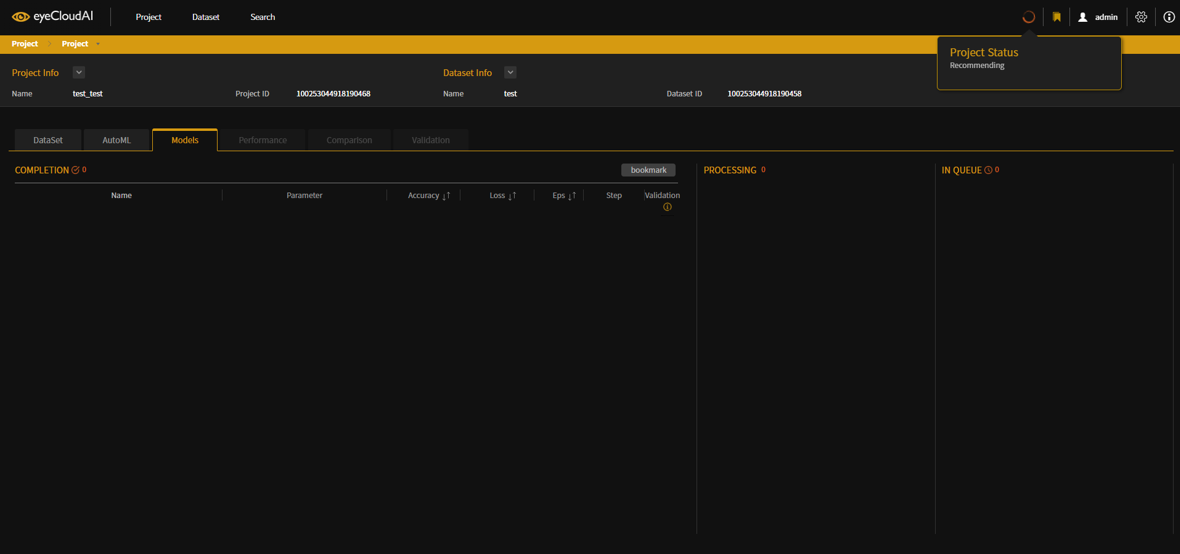 eyeCloudAI Project Dataset Search admin
Project Project
Project Status
Recommending
Project Info Dataset Info
Name test_test Project ID 100253044918190468 Name test Dataset ID 100253044918190458
DataSet AutoML Models Performance Comparison Validation
COMPLETION 0 bookmark PROCESSING 0 IN QUEUE 0
Name Parameter Accuracy ↓↑ Loss ↓↑ Eps ↓↑ Step Validation